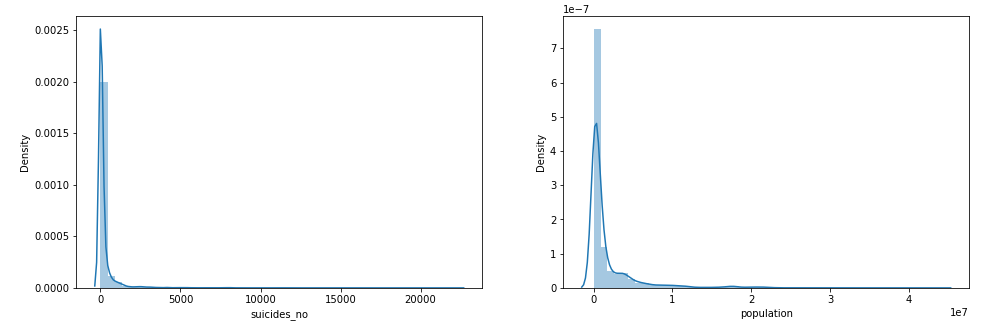 0.0025
0.0020
0.0015
0.0010
0.0005
0.0000
Density
0 5000 10000 15000 20000
suicides_no
1e−7
7
6
5
4
3
2
1
0
Density
0 1 2 3 4
1e7
population